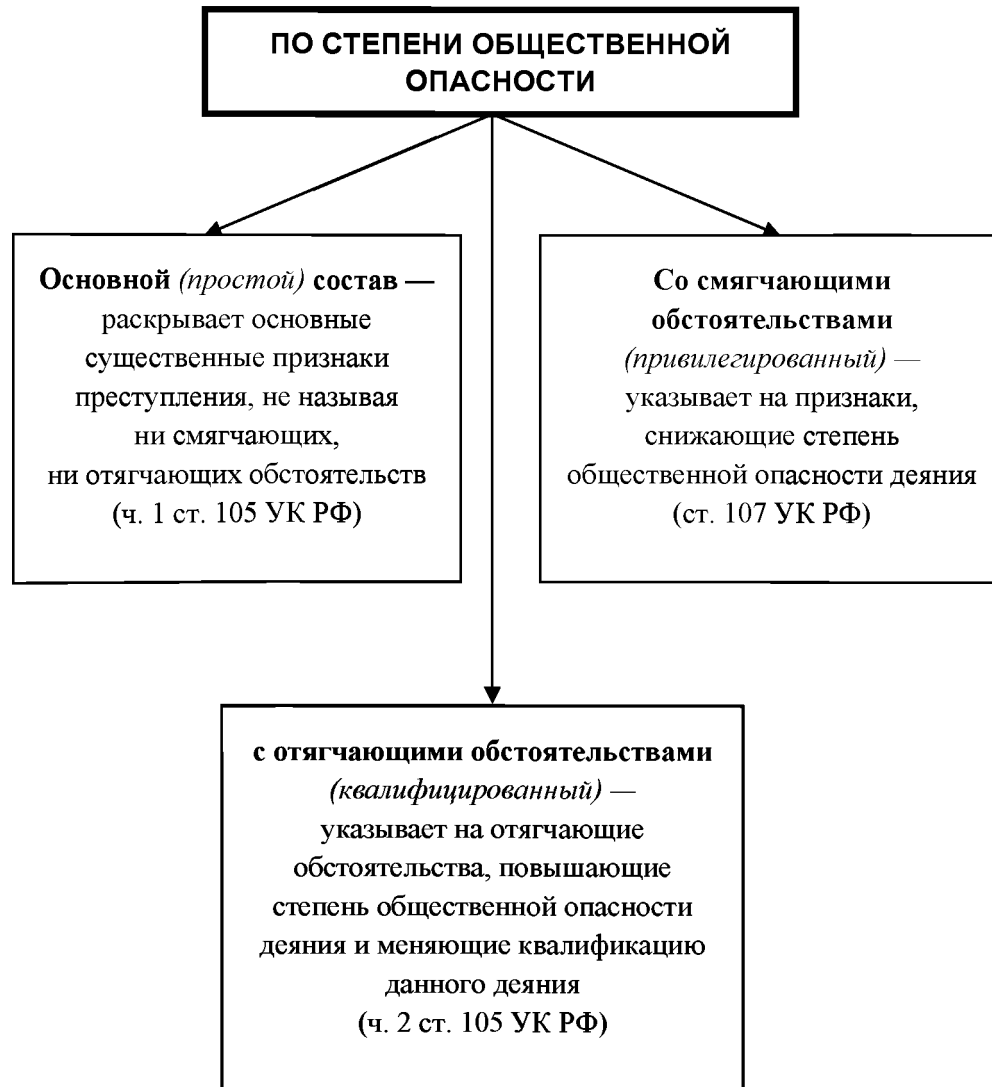 ПО СТЕПЕНИ ОБЩЕСТВЕННОЙ
ОПАСНОСТИ
Основной (простой) состав —
раскрывает основные
существенные признаки
преступления, не называя
ни смягчающих,
ни отягчающих обстоятельств
(ч. 1 ст. 105 УК РФ)
Со смягчающими
обстоятельствами
(привилегированный) —
указывает на признаки,
снижающие степень
общественной опасности деяния
(ст. 107 УК РФ)
с отягчающими обстоятельствами
(квалифицированный) —
указывает на отягчающие
обстоятельства, повышающие
степень общественной опасности
деяния и меняющие квалификацию
данного деяния
(ч. 2 ст. 105 УК РФ)